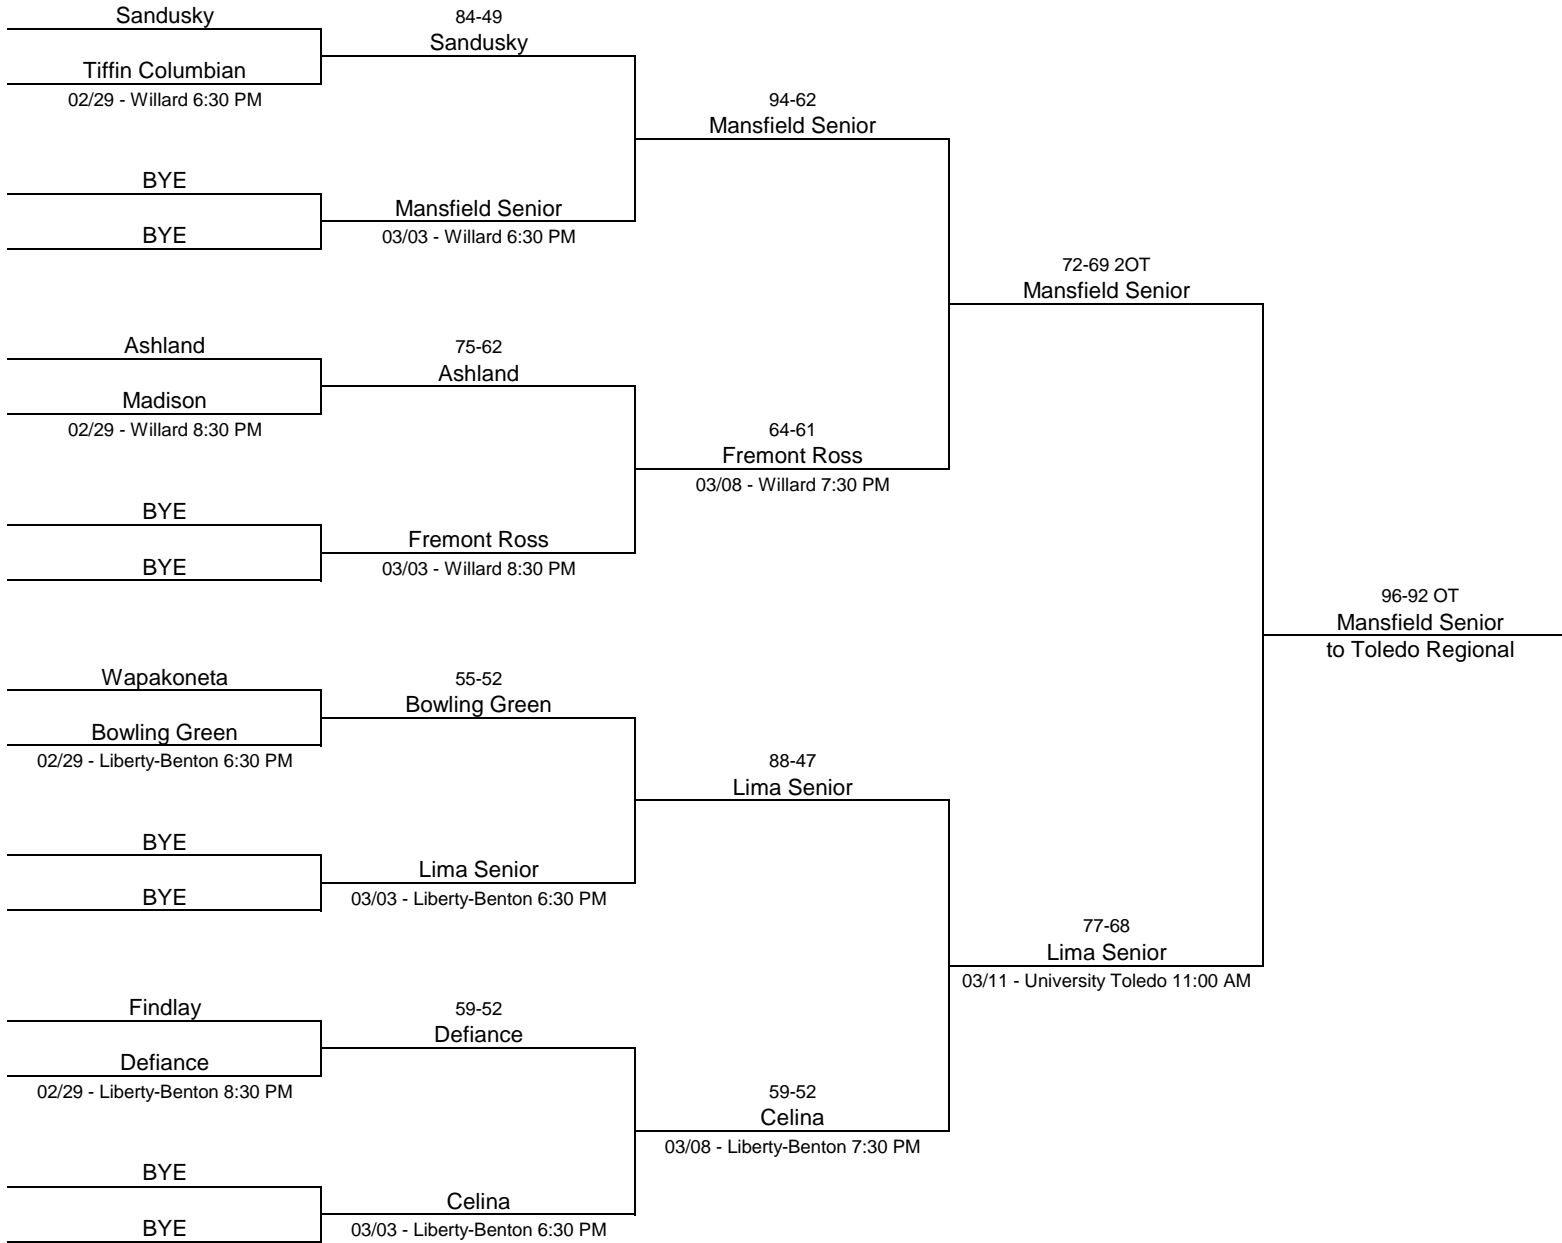 Sandusky
Tiffin Columbian
02/29 - Willard 6:30 PM
BYE
BYE
Ashland
Madison
02/29 - Willard 8:30 PM
BYE
BYE
Wapakoneta
Bowling Green
02/29 - Liberty-Benton 6:30 PM
BYE
BYE
Findlay
Defiance
02/29 - Liberty-Benton 8:30 PM
BYE
BYE
84-49
Sandusky
Mansfield Senior
03/03 - Willard 6:30 PM
75-62
Ashland
Fremont Ross
03/03 - Willard 8:30 PM
55-52
Bowling Green
Lima Senior
03/03 - Liberty-Benton 6:30 PM
59-52
Defiance
Celina
03/03 - Liberty-Benton 6:30 PM
94-62
Mansfield Senior
64-61
Fremont Ross
03/08 - Willard 7:30 PM
88-47
Lima Senior
59-52
Celina
03/08 - Liberty-Benton 7:30 PM
72-69 2OT
Mansfield Senior
77-68
Lima Senior
03/11 - University Toledo 11:00 AM
96-92 OT
Mansfield Senior
to Toledo Regional